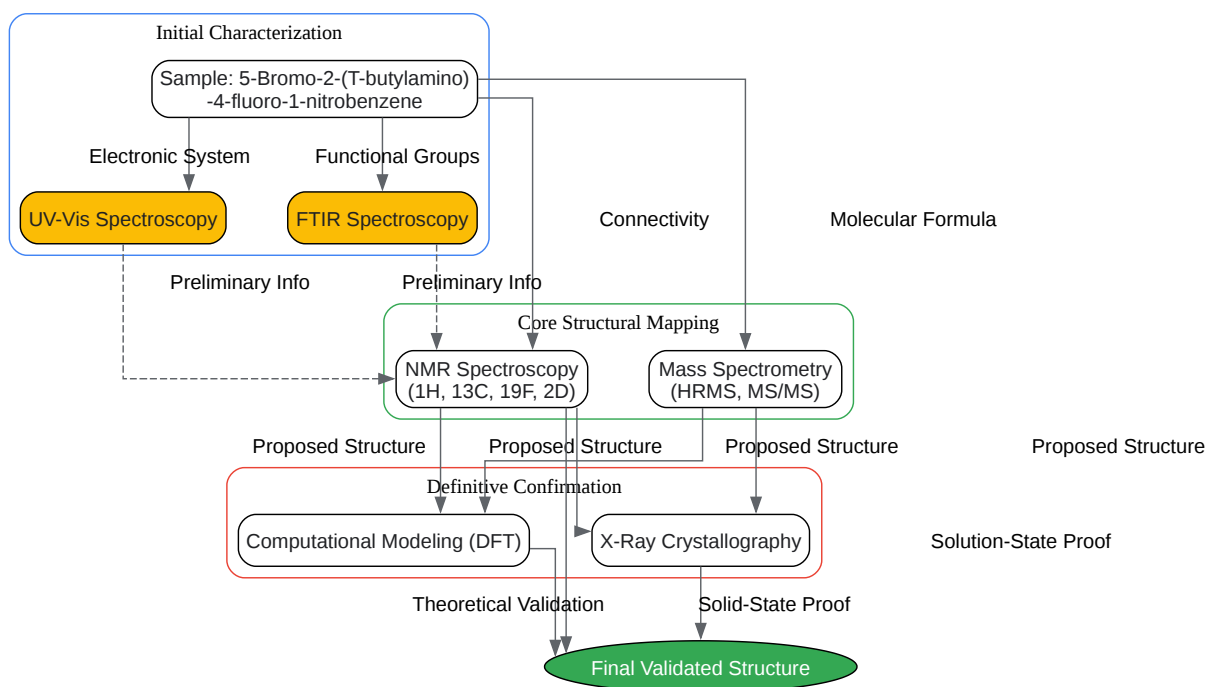 Initial Characterization
Sample: 5-Bromo-2-(T-butylamino)
-4-fluoro-1-nitrobenzene
Electronic System
Functional Groups
UV-Vis Spectroscopy
FTIR Spectroscopy
Connectivity
Molecular Formula
Preliminary Info
Preliminary Info
Core Structural Mapping
NMR Spectroscopy
(1H, 13C, 19F, 2D)
Mass Spectrometry
(HRMS, MS/MS)
Proposed Structure
Proposed Structure
Proposed Structure
Proposed Structure
Definitive Confirmation
Computational Modeling (DFT)
X-Ray Crystallography
Solution-State Proof
Theoretical Validation
Solid-State Proof
Final Validated Structure